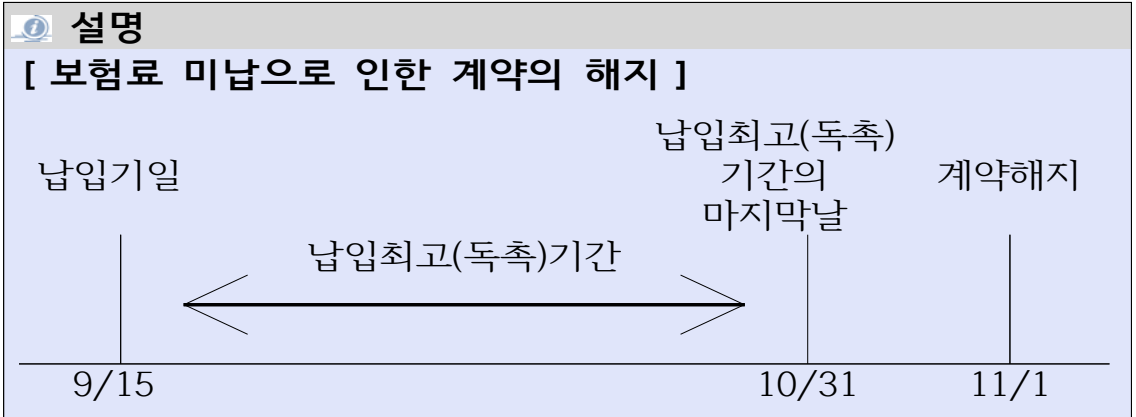 설명
[ 보험료 미납으로 인한 계약의 해지 ]
납입기일
납입최고(독촉)
기간의
마지막날
계약해지
납입최고(독촉)기간
9/15
10/31
11/1